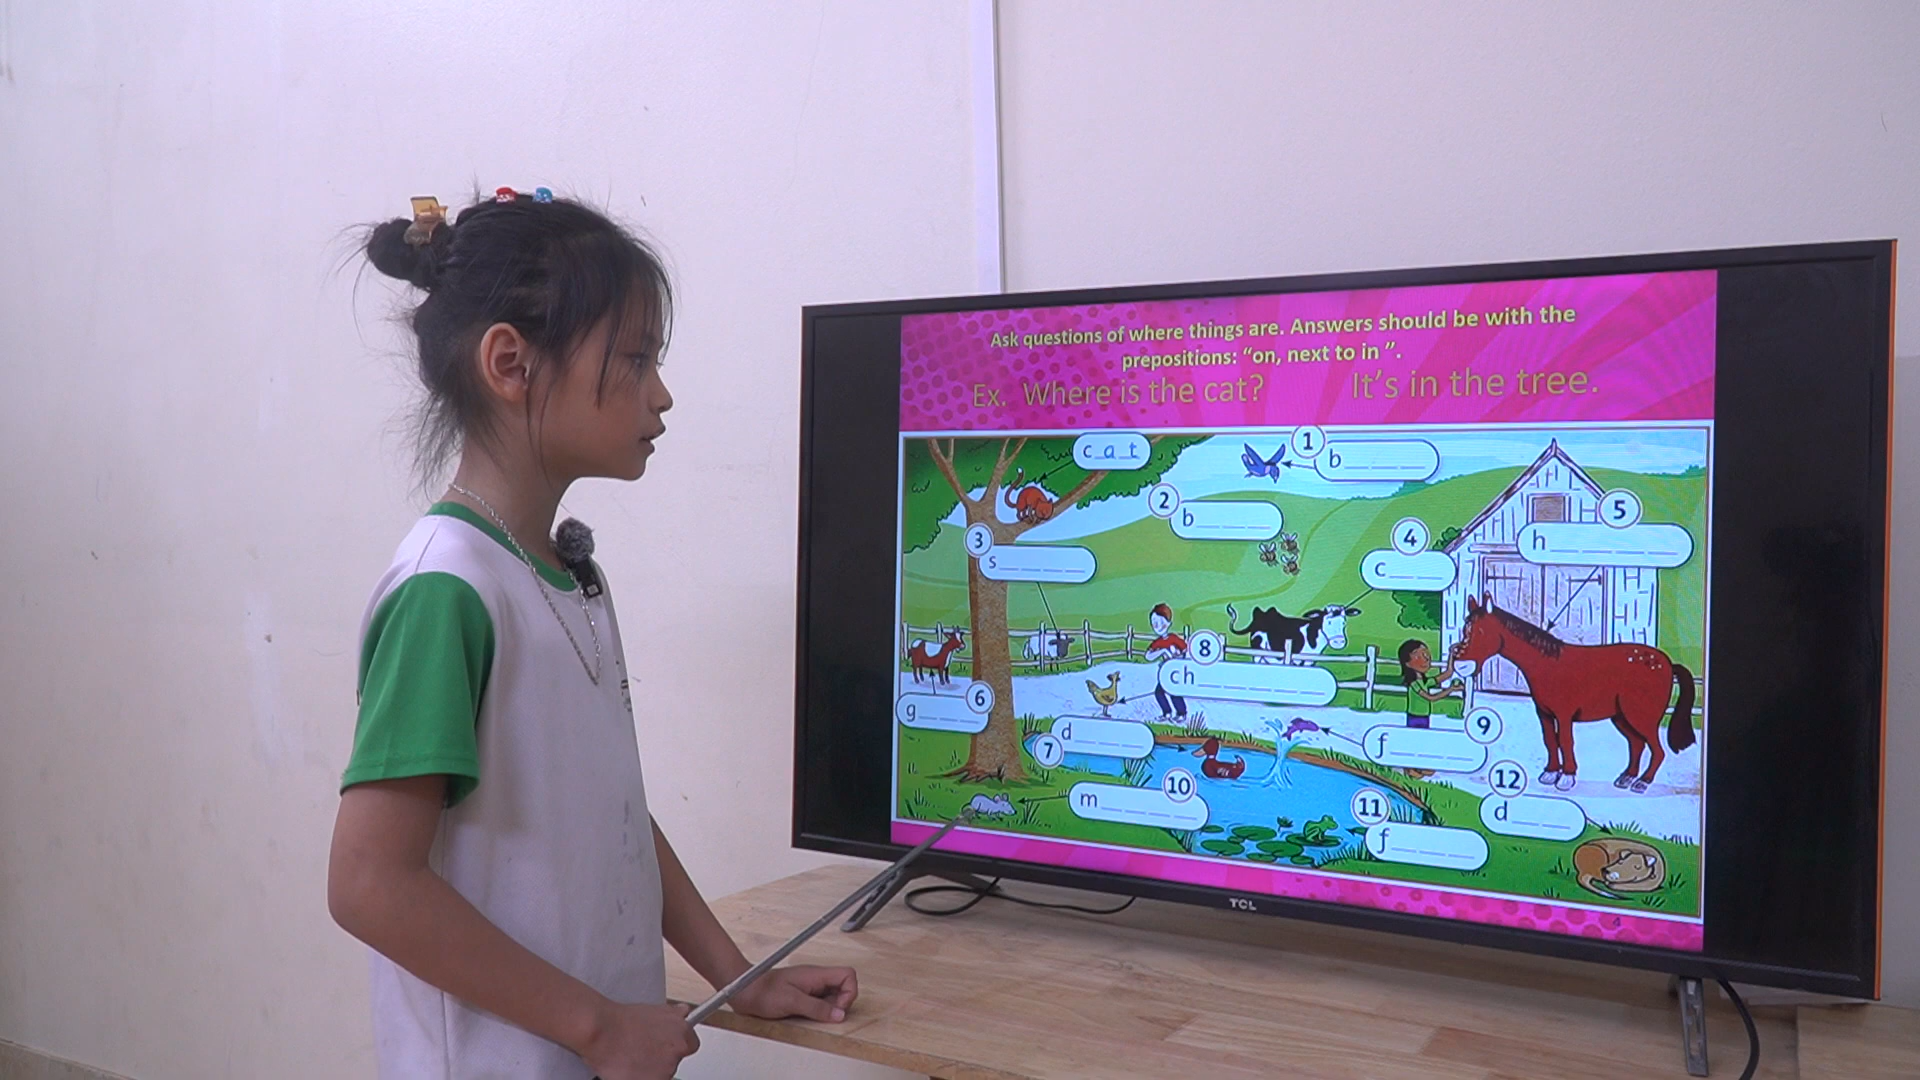 Ask questions of where things are. Answers should be with the
prepositions: “on, next to in ”.
Ex. Where is the cat? It’s in the tree.
c a t
1 b _ _ _
2 b _ _ _
3 s _ _ _ _
4 c _ _
5 h _ _ _ _
6 g _ _ _
7 d _ _ _
8 ch _ _ _ _ _
9 f _ _ _
10 m _ _ _ _
11 f _ _ _
12 d _ _
4
TCL